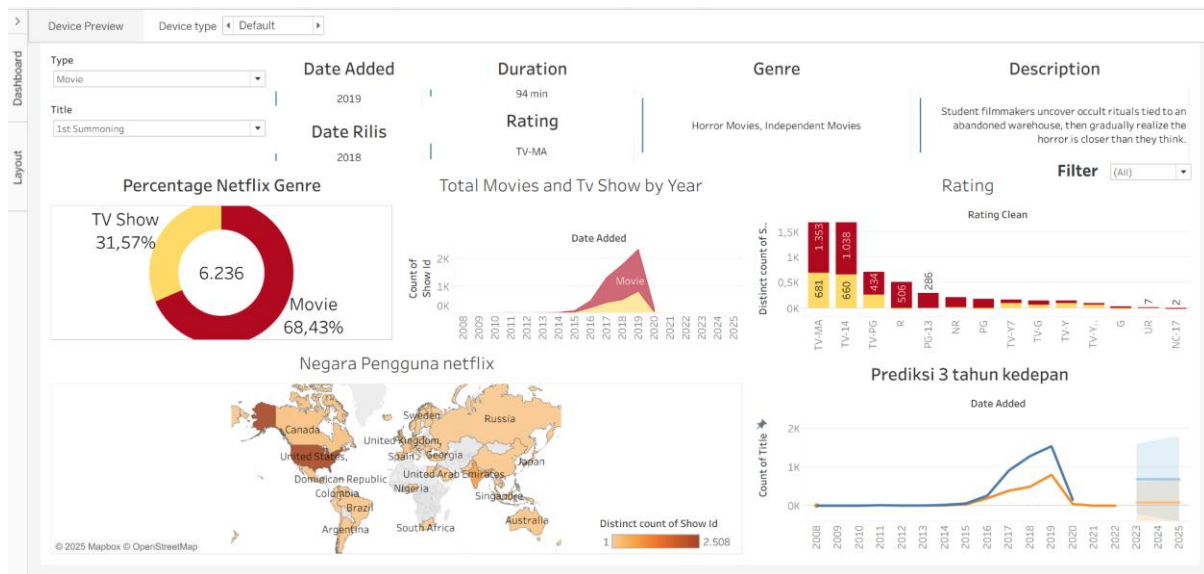 Device Preview
Device type
Default
Dashboard
Layout
Type
Movie
Title
1st Summoning
Date Added
2019
Date Rilis
2018
Duration
94 min
Rating
TV-MA
Genre
Horror Movies, Independent Movies
Description
Student filmmakers uncover occult rituals tied to an
abandoned warehouse, then gradually realize the
horror is closer than they think.
Filter
(All)
Percentage Netflix Genre
TV Show
31,57%
6.236
Movie
68,43%
Total Movies and Tv Show by Year
Date Added
Count of
Show Id
2K
1K
0K
Movie
2008
2009
2010
2011
2012
2013
2014
2015
2016
2017
2018
2019
2020
2021
2022
2023
2024
2025
Rating
Rating Clean
Distinct count of S..
1,5K
1K
0,5K
0,0K
1.353
681
1.038
660
434
506
286
7
2
TV-MA
TV-14
TV-PG
R
PG-13
NR
PG
TV-Y7
TV-G
TV-Y
TV-Y..
G
UR
NC-17
Negara Pengguna netflix
Canada
United States,
Dominican Republic
Colombia
Brazil
Argentina
Sweden
United Kingdom,
Spain
Georgia
Russia
Japan
United Arab Emirates
Nigeria
Singapore
South Africa
Australia
© 2025 Mapbox © OpenStreetMap
Distinct count of Show Id
1
2.508
Prediksi 3 tahun kedepan
Date Added
Count of Title
2K
1K
0K
2008
2009
2010
2011
2012
2013
2014
2015
2016
2017
2018
2019
2020
2021
2022
2023
2024
2025